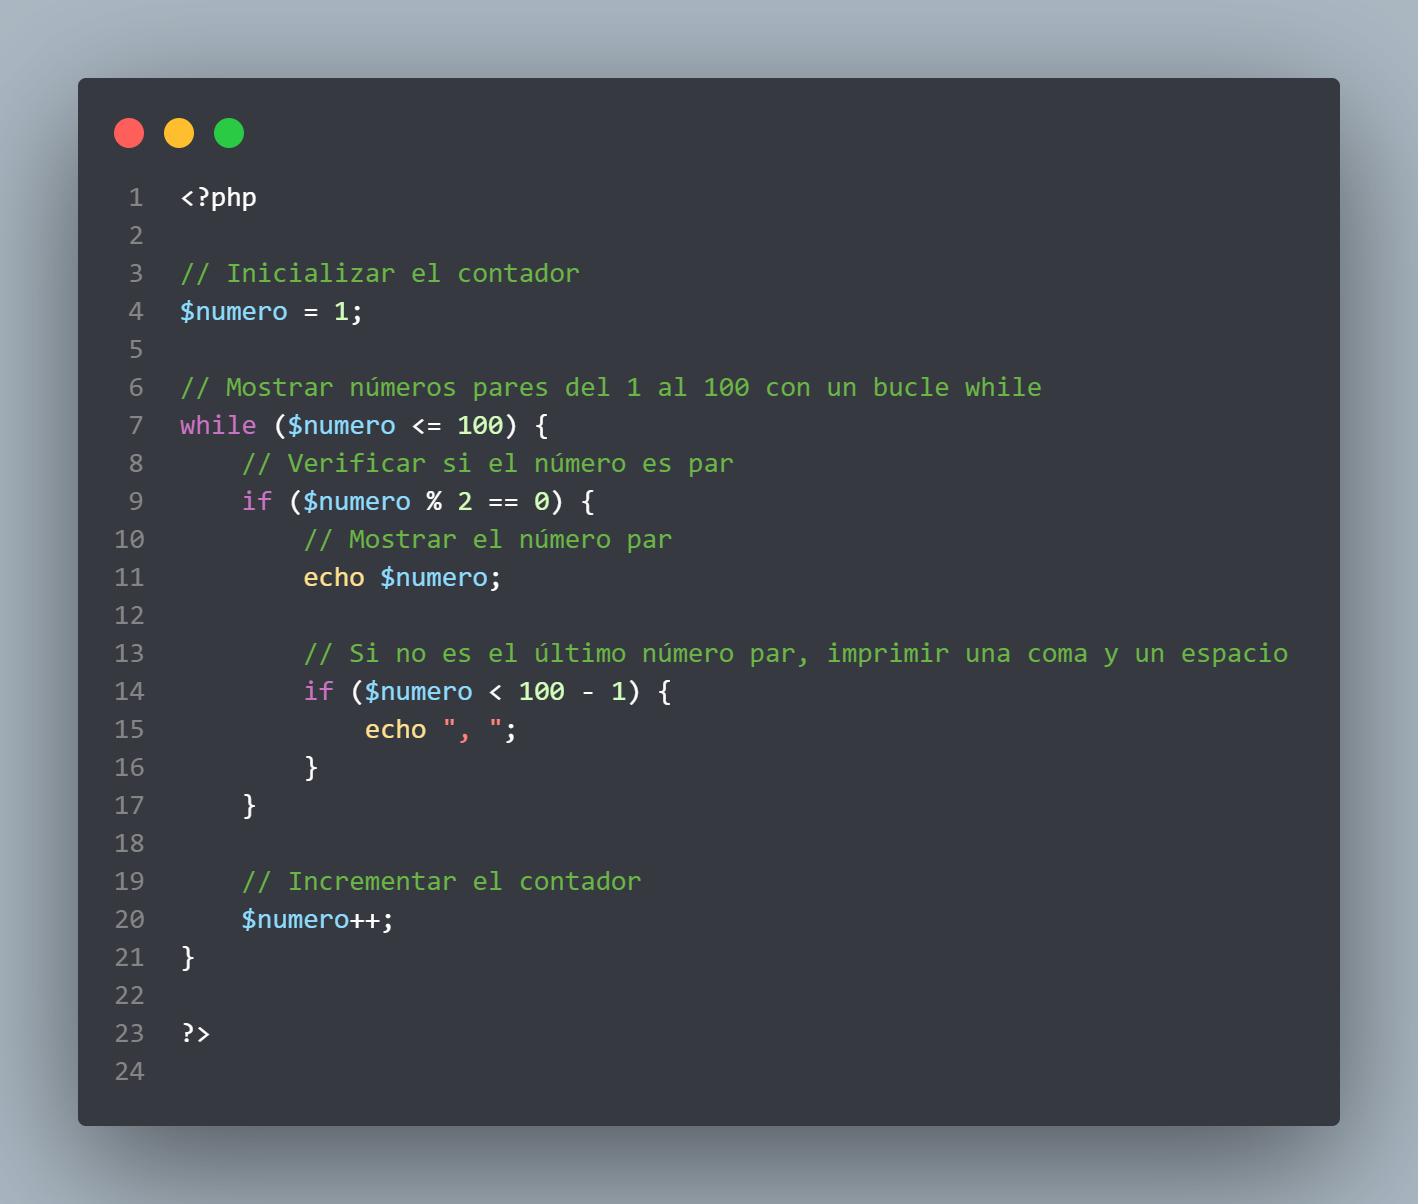 1 <?php
2
3 // Inicializar el contador
4 $numero = 1;
5
6 // Mostrar números pares del 1 al 100 con un bucle while
7 while ($numero <= 100) {
8     // Verificar si el número es par
9     if ($numero % 2 == 0) {
10         // Mostrar el número par
11         echo $numero;
12
13         // Si no es el último número par, imprimir una coma y un espacio
14         if ($numero < 100 - 1) {
15             echo ", ";
16         }
17     }
18
19     // Incrementar el contador
20     $numero++;
21 }
22
23 ?>
24